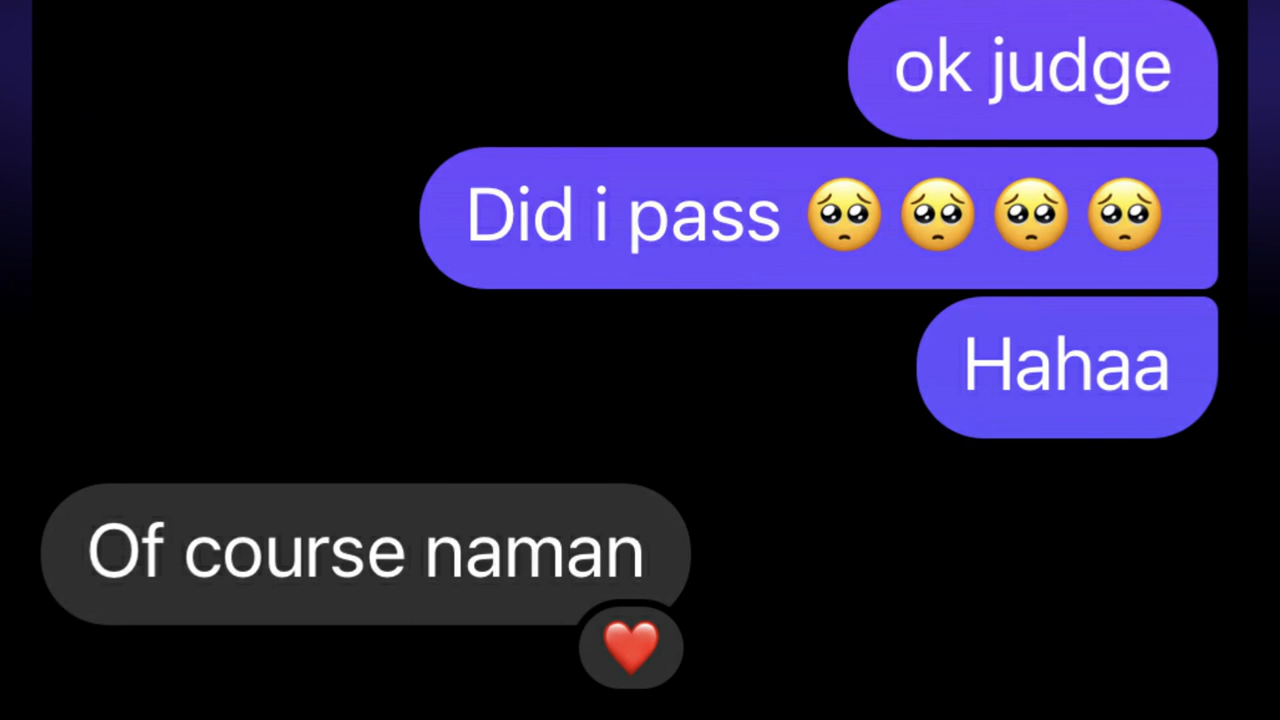 ok judge
Did i pass 🥺 🥺 🥺 🥺
Hahaa
Of course naman
❤️